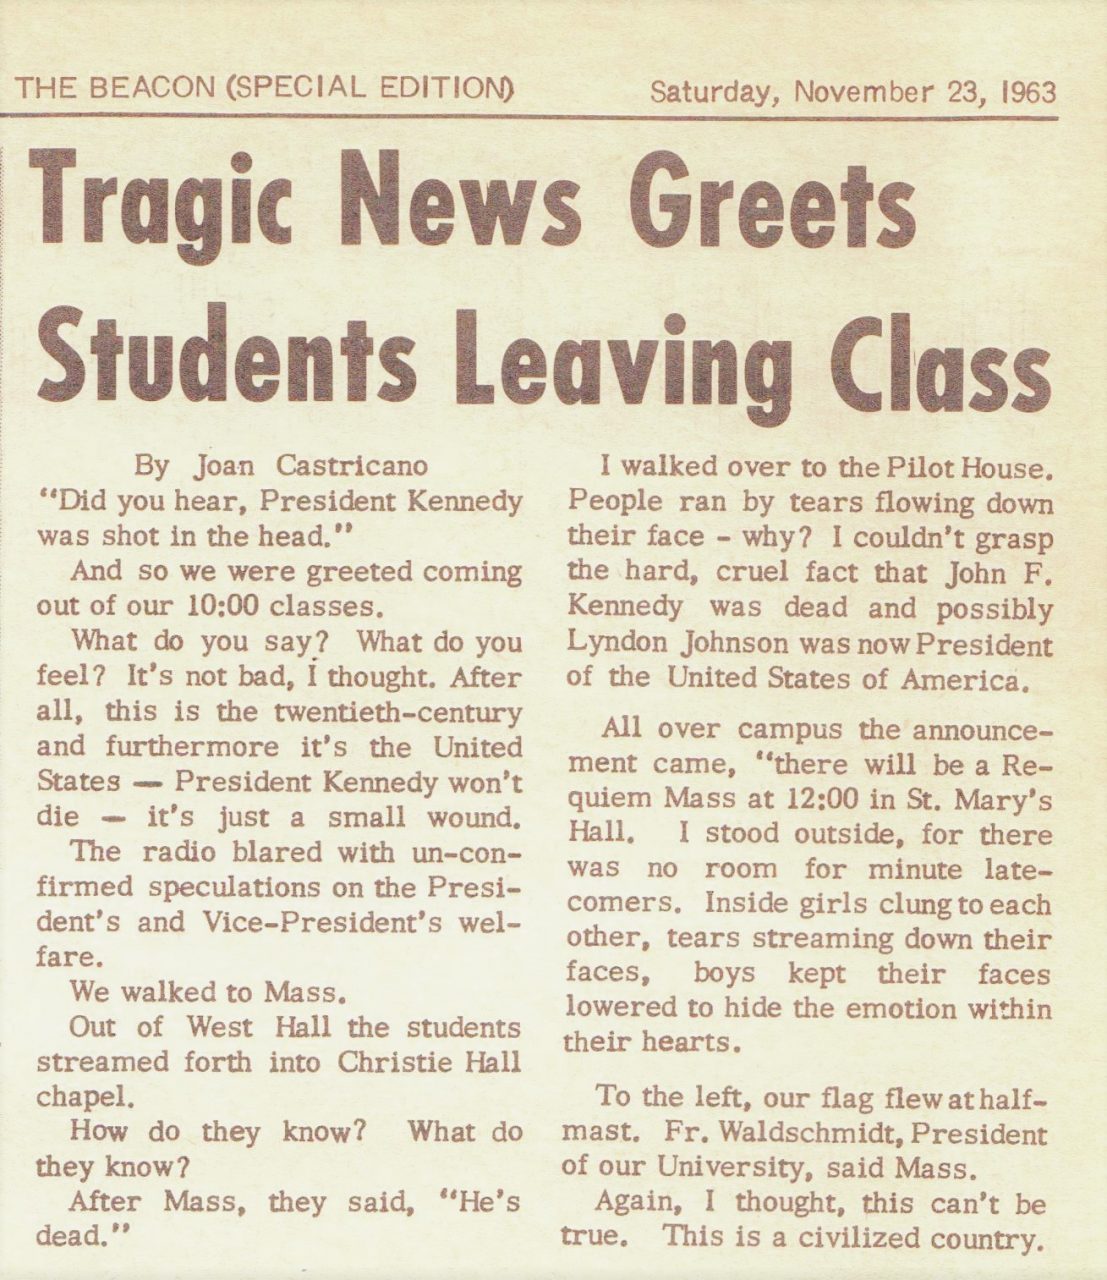 THE BEACON (SPECIAL EDITION)
Saturday, November 23, 1963
Tragic News Greets
Students Leaving Class
By Joan Castricano
"Did you hear, President Kennedy
was shot in the head."
And so we were greeted coming
out of our 10:00 classes.
What do you say? What do you
feel? It's not bad, I thought. After
all, this is the twentieth-century
and furthermore it's the United
States — President Kennedy won't
die — it's just a small wound.
The radio blared with un-con-
firmed speculations on the Presi-
dent's and Vice-President's wel-
fare.
We walked to Mass.
Out of West Hall the students
streamed forth into Christie Hall
chapel.
How do they know? What do
they know?
After Mass, they said, "He's
dead."
I walked over to the Pilot House.
People ran by tears flowing down
their face - why? I couldn't grasp
the hard, cruel fact that John F.
Kennedy was dead and possibly
Lyndon Johnson was now President
of the United States of America.
All over campus the announce-
ment came, "there will be a Re-
quiem Mass at 12:00 in St. Mary's
Hall. I stood outside, for there
was no room for minute late-
comers. Inside girls clung to each
other, tears streaming down their
faces, boys kept their faces
lowered to hide the emotion within
their hearts.
To the left, our flag flew at half-
mast. Fr. Waldschmidt, President
of our University, said Mass.
Again, I thought, this can't be
true. This is a civilized country.